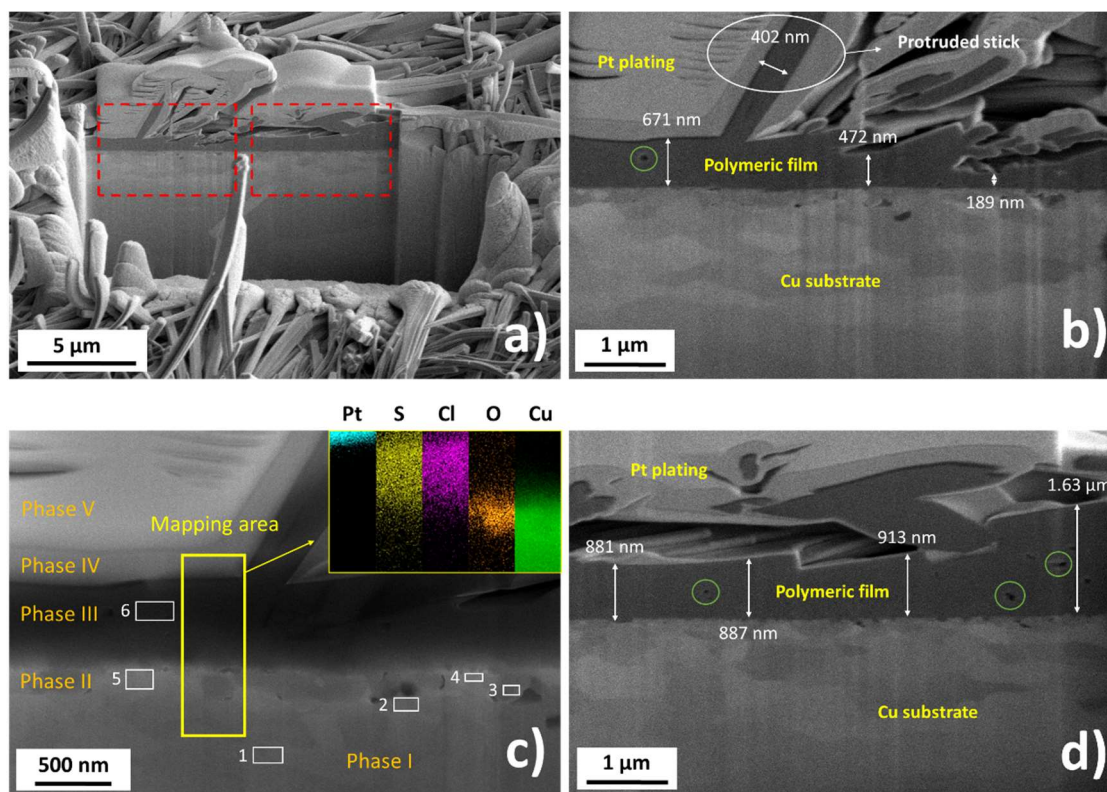 5 µm
a)
402 nm
Protruded stick
Pt plating
671 nm
472 nm
Polymeric film
189 nm
Cu substrate
1 µm
b)
Pt S Cl O Cu
Phase V
Mapping area
Phase IV
Phase III
6
Phase II
5
4
3
2
1
Phase I
500 nm
c)
Pt plating
1.63 µm
881 nm
913 nm
Polymeric film
887 nm
Cu substrate
1 µm
d)